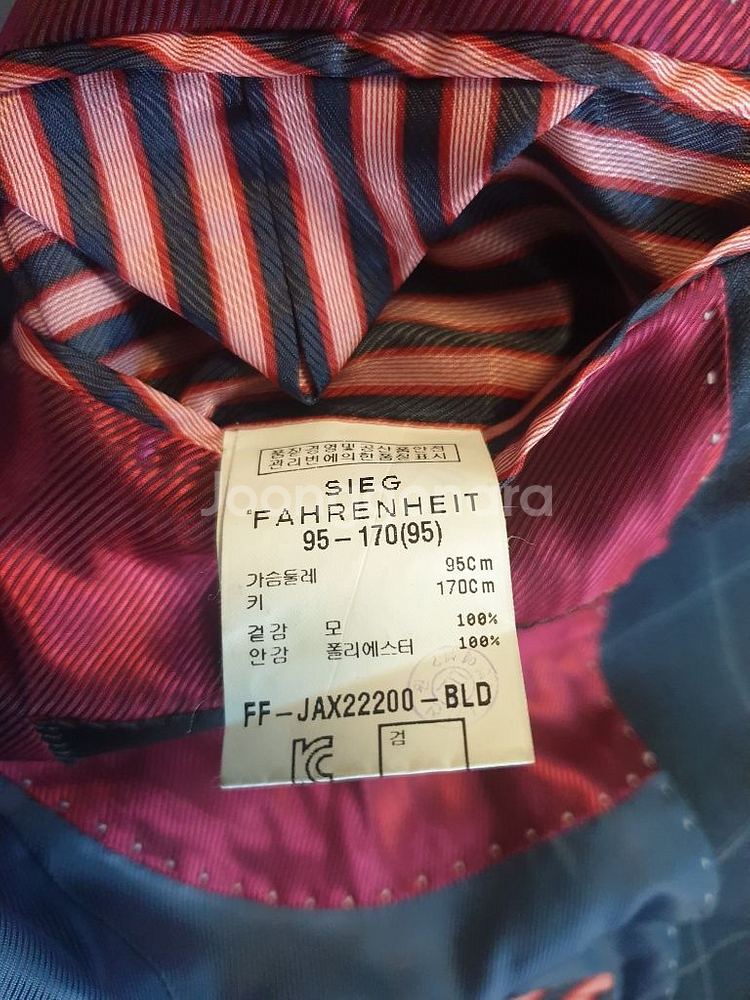 품질경영및공산품안전
관리법에의한품질표시
SIEG
FAHRENHEIT
95-170(95)
가슴둘레 95Cm
키 170Cm
겉감 모 100%
안감 폴리에스터 100%
FF-JAX22200-BLD
검